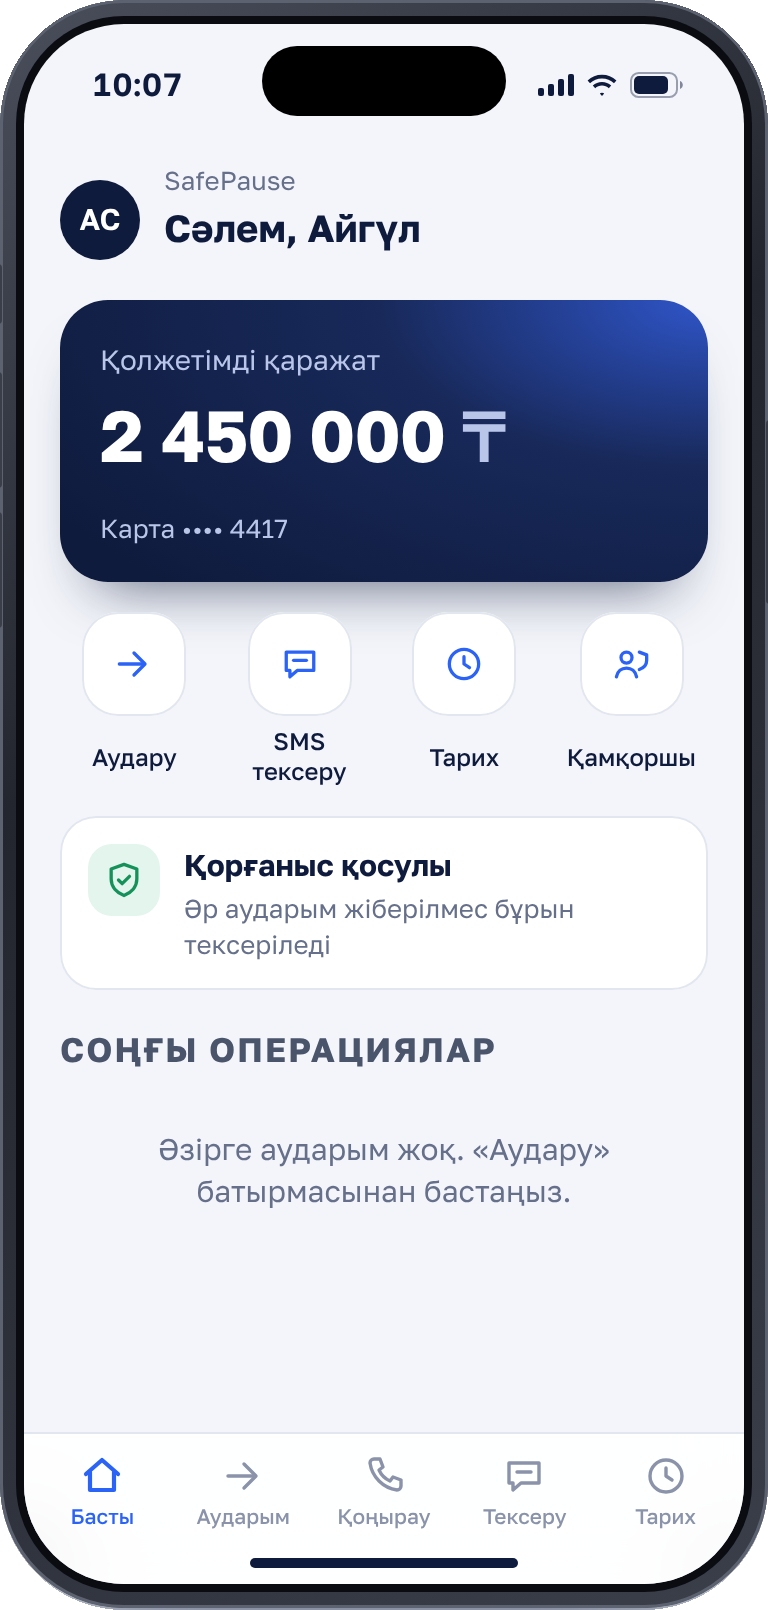 10:07
SafePause
АС
Сәлем, Айгүл
Қолжетімді қаражат
2 450 000 ₸
Карта •••• 4417
Аудару
SMS
тексеру
Тарих
Қамқоршы
Қорғаныс қосулы
Әр аударым жіберілмес бұрын
тексеріледі
СОҢҒЫ ОПЕРАЦИЯЛАР
Әзірге аударым жоқ. «Аудару»
батырмасынан бастаңыз.
Басты
Аударым
Қоңырау
Тексеру
Тарих